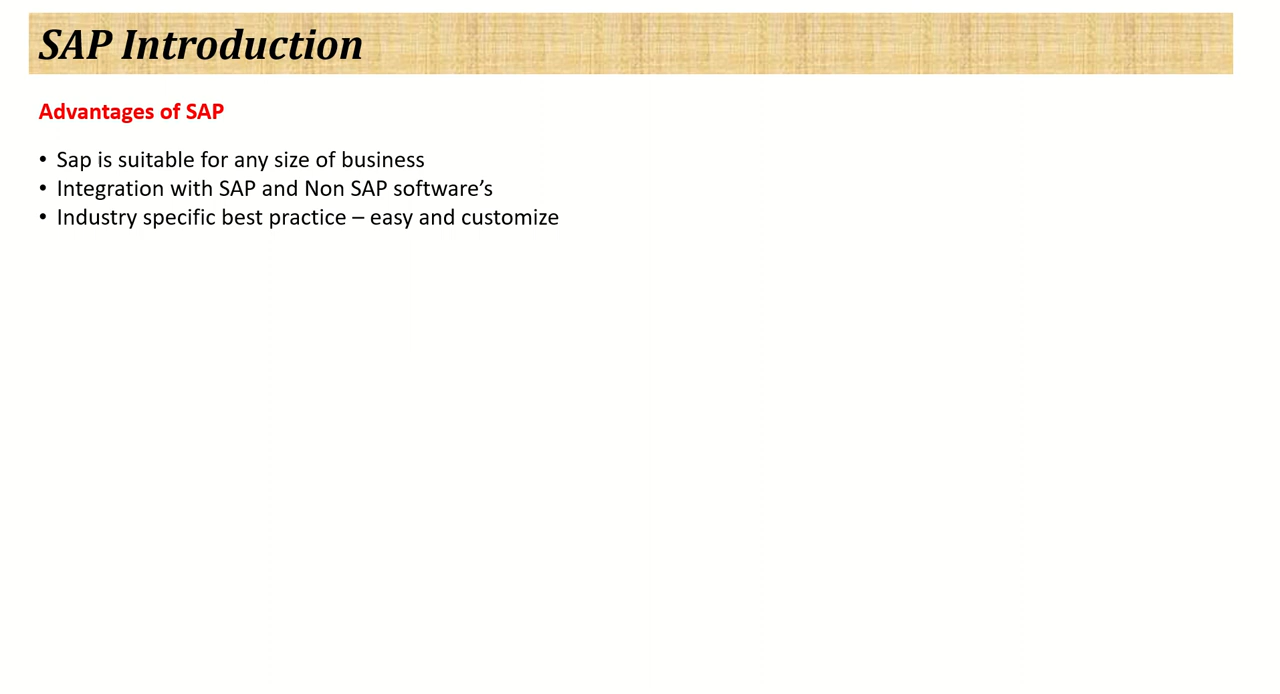 SAP Introduction
Advantages of SAP
• Sap is suitable for any size of business
• Integration with SAP and Non SAP software’s
• Industry specific best practice – easy and customize